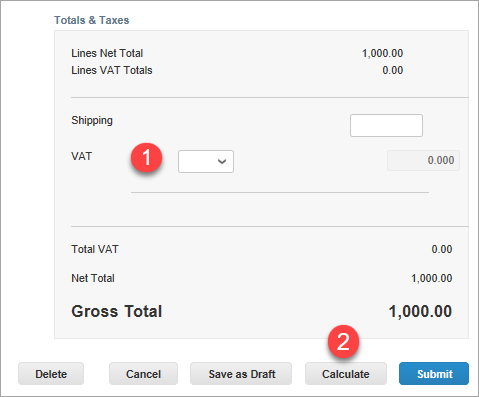 Totals & Taxes
Lines Net Total 1,000.00
Lines VAT Totals 0.00
Shipping
VAT 1 0.000
Total VAT 0.00
Net Total 1,000.00
Gross Total 1,000.00
2
Delete Cancel Save as Draft Calculate Submit